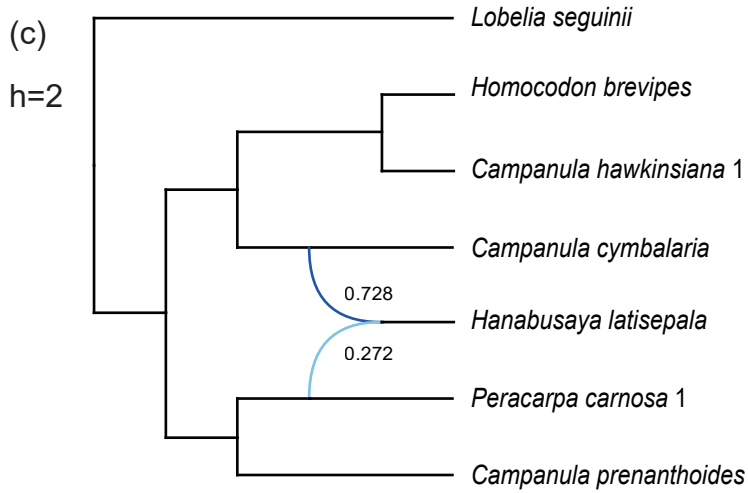 (c)
h=2
Lobelia seguinii
Homocodon brevipes
Campanula hawkinsiana 1
Campanula cymbalaria
0.728
Hanabusaya latisepala
0.272
Peracarpa carnosa 1
Campanula prenanthoides